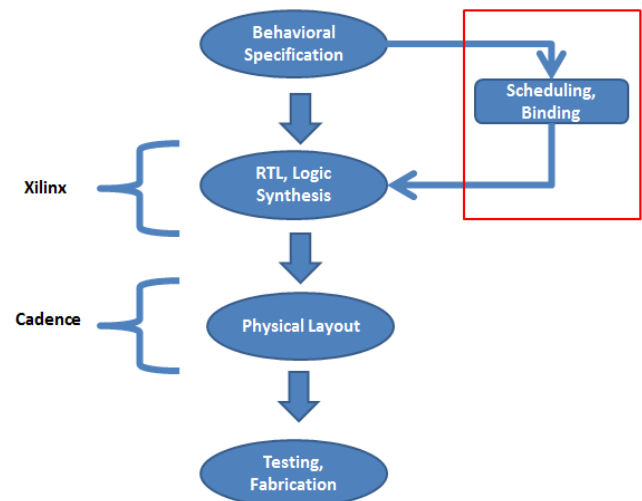 Behavioral
Specification
Scheduling,
Binding
Xilinx
RTL, Logic
Synthesis
Cadence
Physical Layout
Testing,
Fabrication